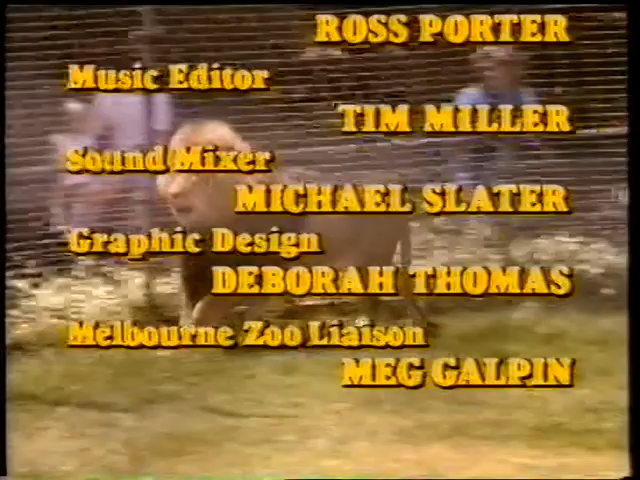 ROSS PORTER
Music Editor
TIM MILLER
Sound Mixer
MICHAEL SLATER
Graphic Design
DEBORAH THOMAS
Melbourne Zoo Liaison
MEG GALPIN